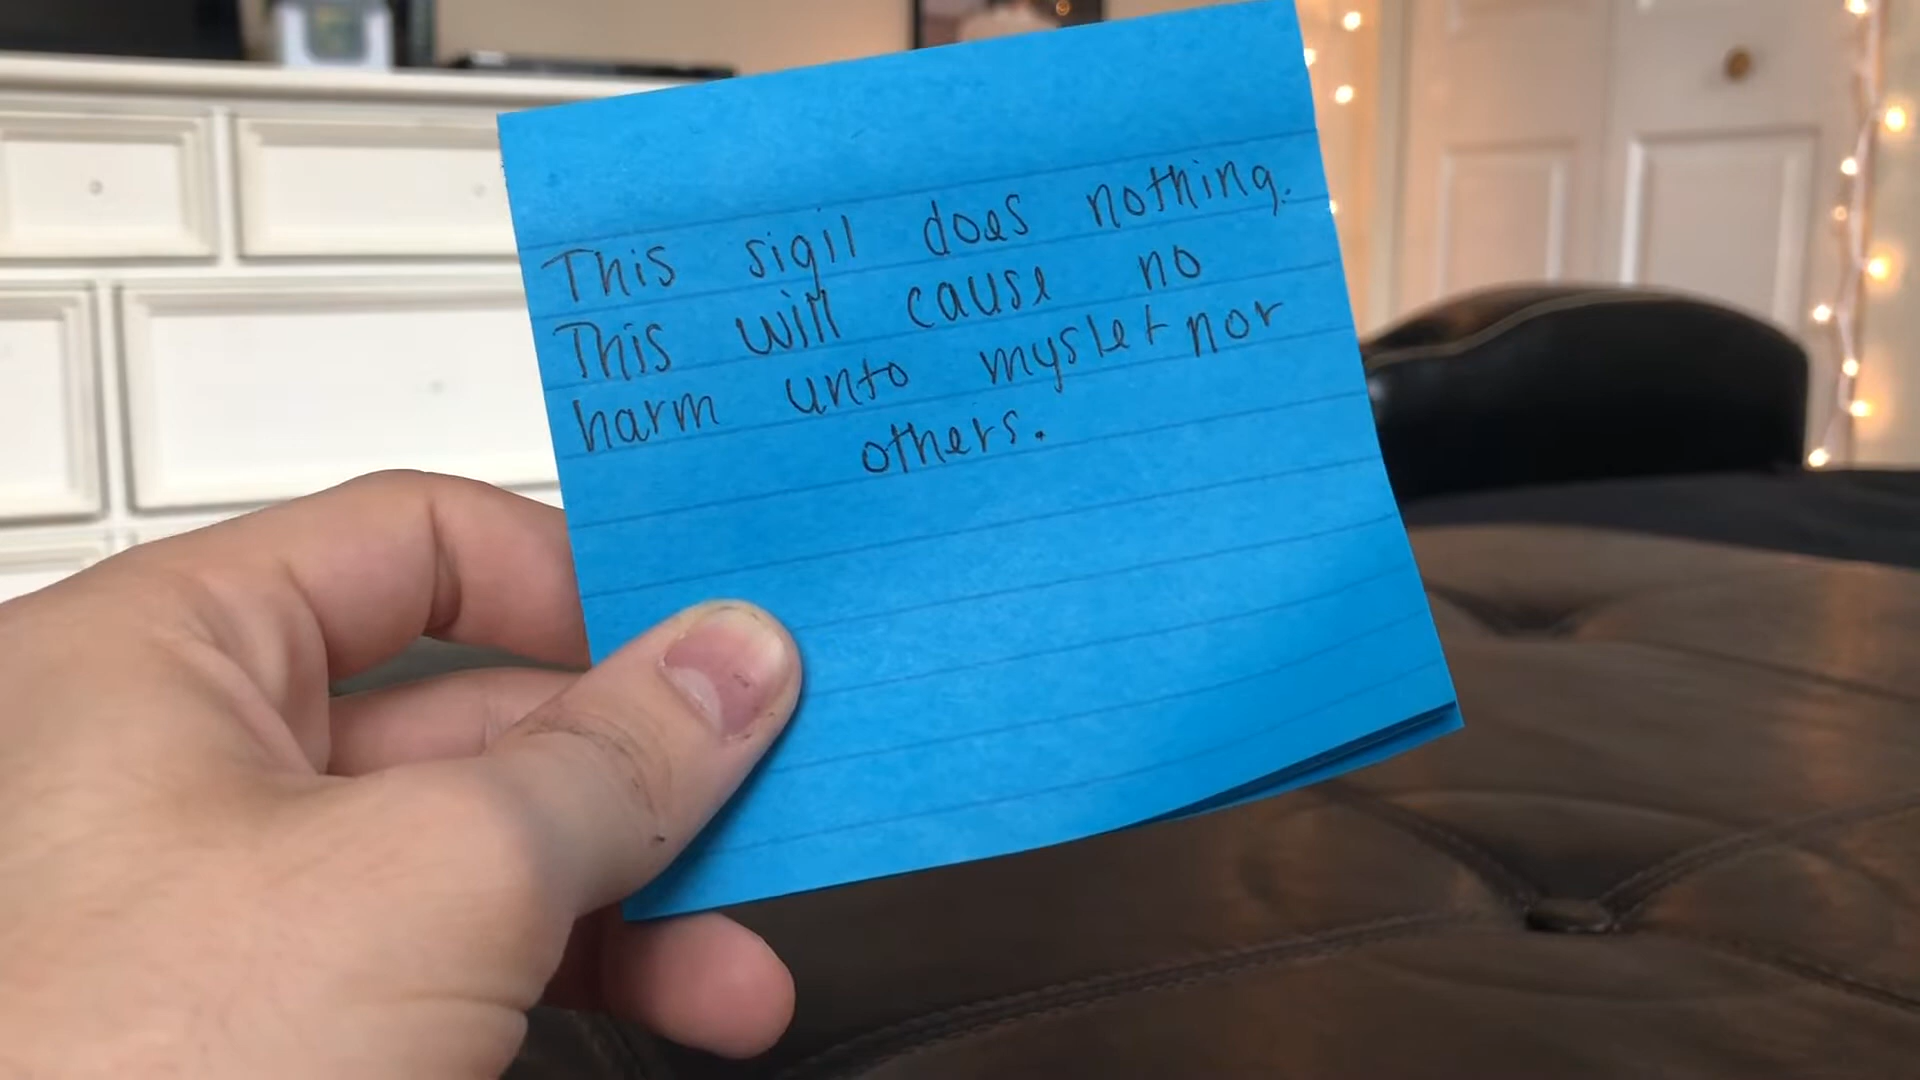 This sigil does nothing.
This will cause no
harm unto myslef nor
others.